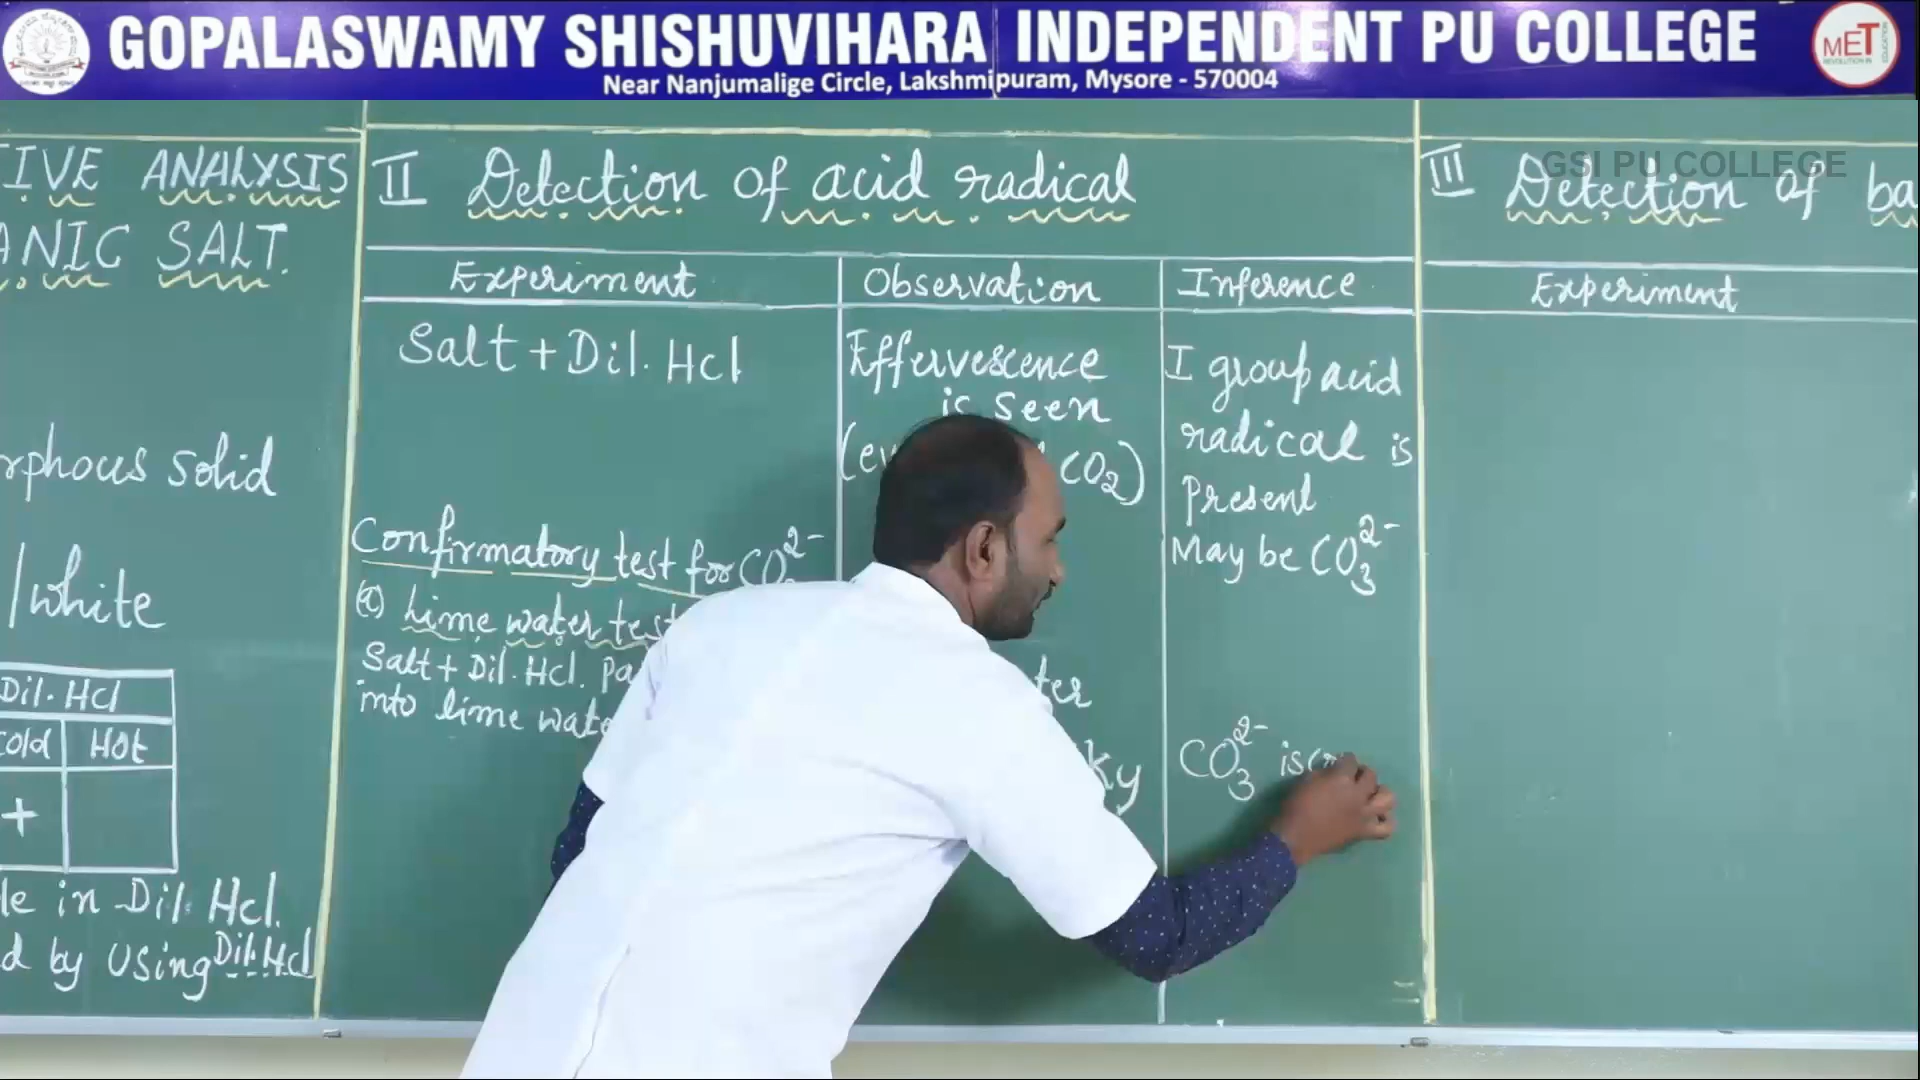 GOPALASWAMY SHISHUVIHARA INDEPENDENT PU COLLEGE
Near Nanjumalige Circle, Lakshmipuram, Mysore - 570004
MET
GSI PU COLLEGE
IVE ANALYSIS
ANIC SALT.
rphous solid
/white
Dil. Hcl
cold Hot
+
le in Dil. Hcl.
d by using Dil. Hcl
II Detection of acid radical
Experiment Observation Inference
Salt + Dil. Hcl
Effervescence
is seen
CO2)
I group acid
radical is
present
May be CO3 2-
Confirmatory test for CO 2-
(a) Lime water test
Salt + Dil. Hcl. pa
into lime wate
ter
ky
CO3 2- is
III Detection of ba
Experiment